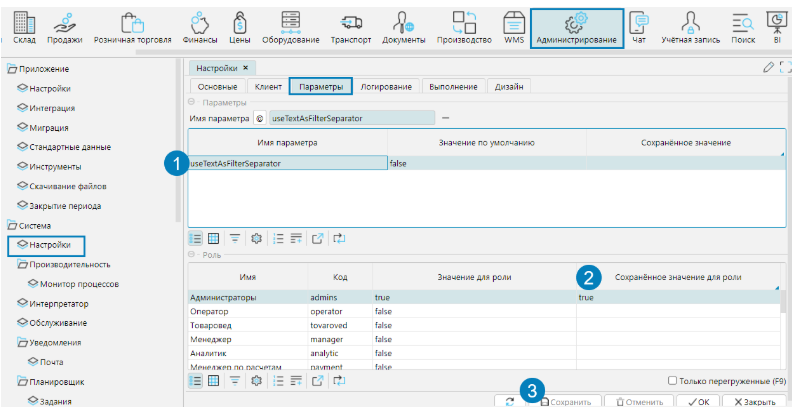 Склад Продажи Розничная торговля Финансы Цены Оборудование Транспорт Документы Производство WMS Администрирование Чат Учётная запись Поиск BI
Приложение
Настройки
Интеграция
Миграция
Стандартные данные
Инструменты
Скачивание файлов
Закрытие периода
Система
Настройки
Производительность
Монитор процессов
Интерпретатор
Обслуживание
Уведомления
Почта
Планировщик
Задания
Настройки ×
Основные Клиент Параметры Логирование Выполнение Дизайн
Параметры
Имя параметра @ useTextAsFilterSeparator —
Имя параметра Значение по умолчанию Сохранённое значение
1 useTextAsFilterSeparator false
Роль
2
Имя Код Значение для роли Сохранённое значение для роли
Администраторы admins true true
Оператор operator false
Товаровед tovaroved false
Менеджер manager false
Аналитик analytic false
Менеджер по расчетам payment false
Только перегруженные (F9)
3
Сохранить Отменить OK Закрыть